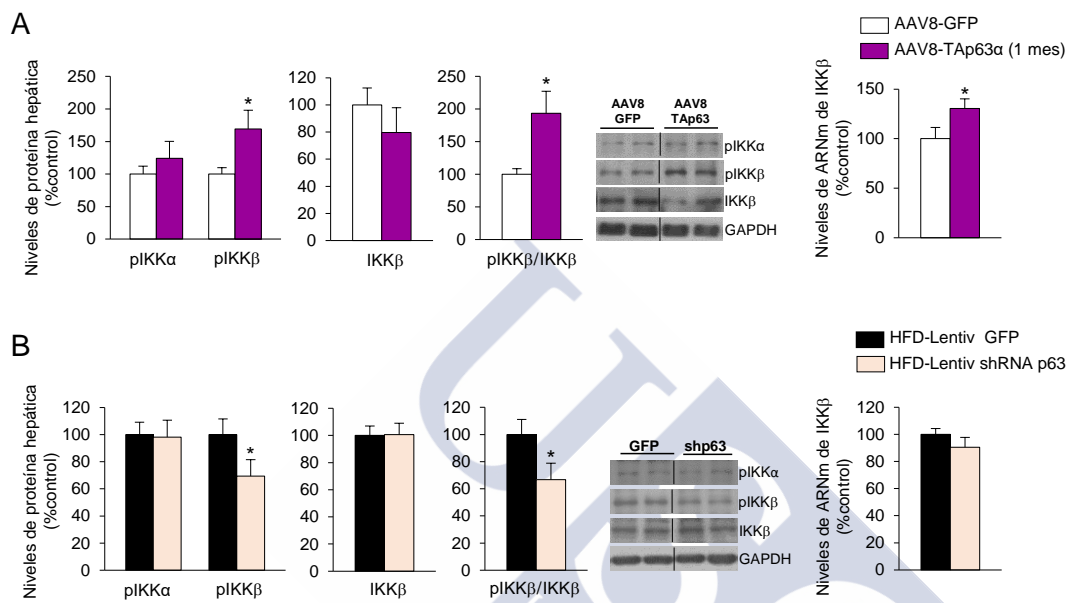 A
AAV8-GFP
AAV8-TAp63α (1 mes)
Niveles de proteína hepática
(%control)
250
200
150
100
50
0
*
pIKKα
pIKKβ
120
100
80
60
40
20
0
IKKβ
250
200
150
100
50
0
*
pIKKβ/IKKβ
AAV8
GFP
AAV8
TAp63
pIKKα
pIKKβ
IKKβ
GAPDH
Niveles de ARNm de IKKβ
(%control)
150
100
50
0
*
B
HFD-Lentiv GFP
HFD-Lentiv shRNA p63
Niveles de proteína hepática
(%control)
120
100
80
60
40
20
0
*
pIKKα
pIKKβ
120
100
80
60
40
20
0
IKKβ
120
100
80
60
40
20
0
*
pIKKβ/IKKβ
GFP
shp63
pIKKα
pIKKβ
IKKβ
GAPDH
Niveles de ARNm de IKKβ
(%control)
120
100
80
60
40
20
0